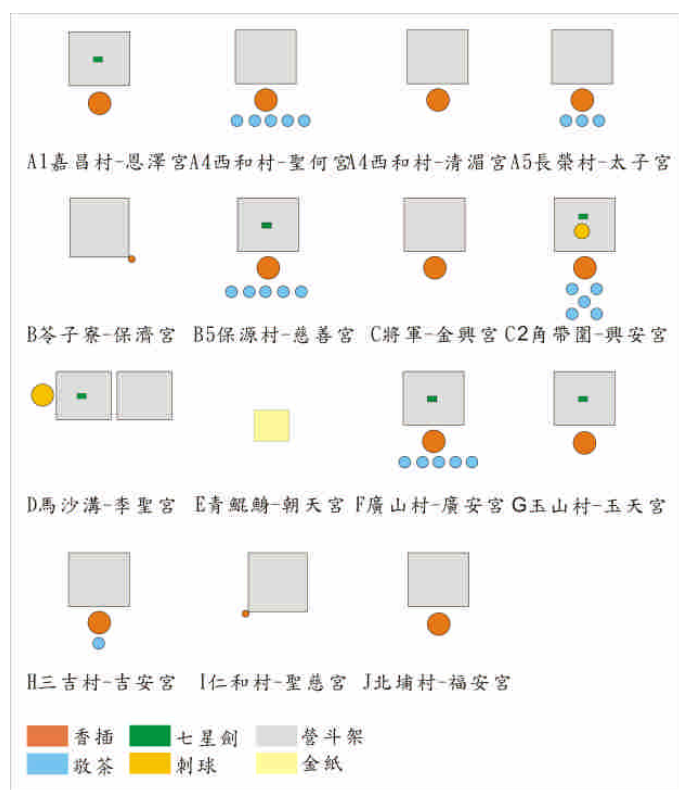 A1嘉昌村-恩澤宮A4西和村-聖何宮A4西和村-清湄宮A5長榮村-太子宮
B苓子寮-保濟宮 B5保源村-慈善宮 C將軍-金興宮 C2角帶圍-興安宮
D馬沙溝-李聖宮 E青鯤鯓-朝天宮 F廣山村-廣安宮 G玉山村-玉天宮
H三吉村-吉安宮 I仁和村-聖慈宮 J北埔村-福安宮
香插 七星劍 營斗架
敬茶 刺球 金紙